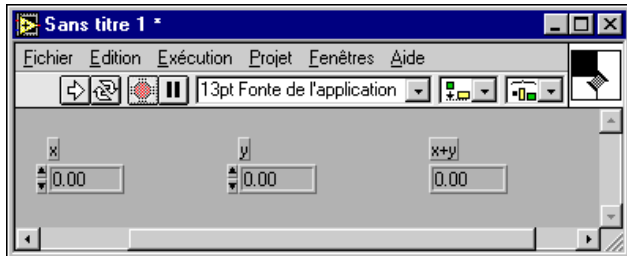 Sans titre 1 *
Fichier Edition Exécution Projet Fenêtres Aide
13pt Fonte de l'application
x y x+y
0.00 0.00 0.00